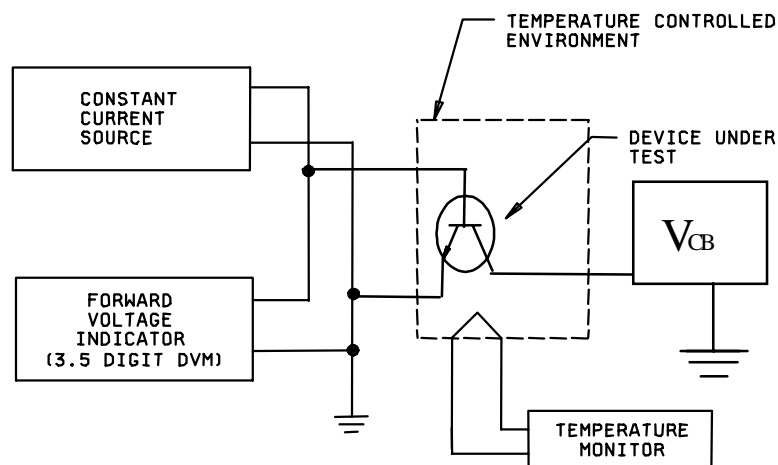 TEMPERATURE CONTROLLED
ENVIRONMENT
CONSTANT
CURRENT
SOURCE
DEVICE UNDER
TEST
VCB
FORWARD
VOLTAGE
INDICATOR
(3.5 DIGIT DVM)
TEMPERATURE
MONITOR